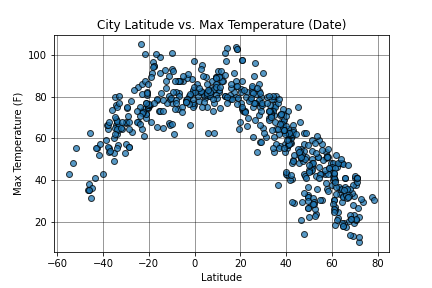 City Latitude vs. Max Temperature (Date)
100
80
60
40
20
Max Temperature (F)
−60 −40 −20 0 20 40 60 80
Latitude